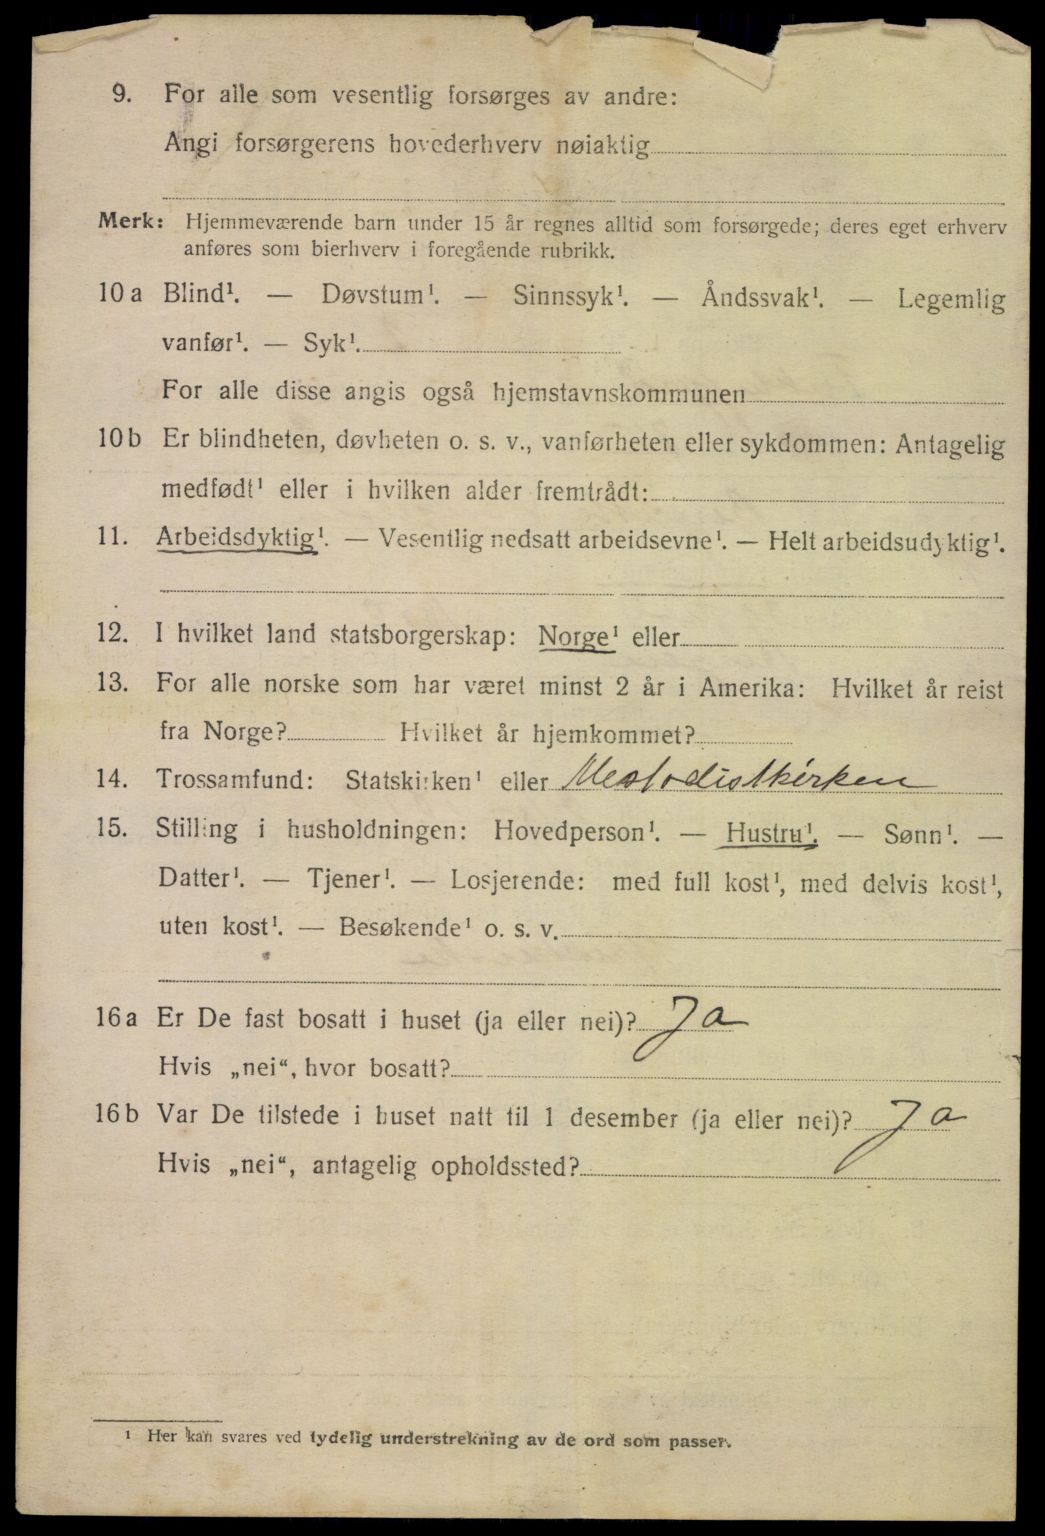 9. For alle som vesentlig forsørges av andre:
Angi forsørgerens hovederhverv nøiaktig
Merk: Hjemmeværende barn under 15 år regnes alltid som forsørgede; deres eget erhverv
anføres som bierhverv i foregående rubrikk.
10 a Blind¹. — Døvstum¹. — Sinnssyk¹. — Åndssvak¹. — Legemlig
vanfør¹. — Syk¹.
For alle disse angis også hjemstavnskommunen
10 b Er blindheten, døvheten o. s. v., vanførheten eller sykdommen: Antagelig
medfødt¹ eller i hvilken alder fremtrådt:
11. Arbeidsdyktig¹. — Vesentlig nedsatt arbeidsevne¹. — Helt arbeidsudyktig¹.
12. I hvilket land statsborgerskap: Norge¹ eller
13. For alle norske som har været minst 2 år i Amerika: Hvilket år reist
fra Norge? Hvilket år hjemkommet?
14. Trossamfund: Statskirken¹ eller Mestodistkirken
15. Stilling i husholdningen: Hovedperson¹. — Hustru¹. — Sønn¹. —
Datter¹. — Tjener¹. — Losjerende: med full kost¹, med delvis kost¹,
uten kost¹. — Besøkende¹ o. s. v.
16 a Er De fast bosatt i huset (ja eller nei)? Ja
Hvis „nei“, hvor bosatt?
16 b Var De tilstede i huset natt til 1 desember (ja eller nei)? Ja
Hvis „nei“, antagelig opholdssted?
¹ Her kan svares ved tydelig understrekning av de ord som passer.